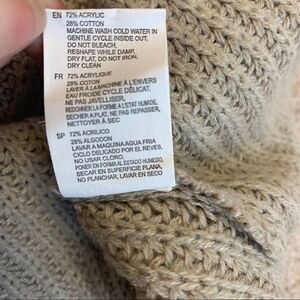 EN 72% ACRYLIC
28% COTTON
MACHINE WASH COLD WATER IN
GENTLE CYCLE INSIDE OUT,
DO NOT BLEACH,
RESHAPE WHILE DAMP,
DRY FLAT, DO NOT IRON,
DRY CLEAN
FR 72% ACRYLIQUE
28% COTON
LAVER À LA MACHINE À L'ENVERS
EAU FROIDE CYCLE DÉLICAT,
NE PAS JAVELLISER,
REDONNER LA FORME A L'ETAT HUMIDE,
SECHER A PLAT, NE PAS REPASSER,
NETTOYER À SEC
SP 72% ACRILICO
28% ALGODON
LAVAR A MAQUINA AGUA FRIA
CICLO DELICADO POR EL REVES,
NO USAR CLORO,
PONER EN FORMA AL ESTADO HUMEDO,
SECAR EN SUPERFICIE PLANA,
NO PLANCHAR, LAVAR EN SECO